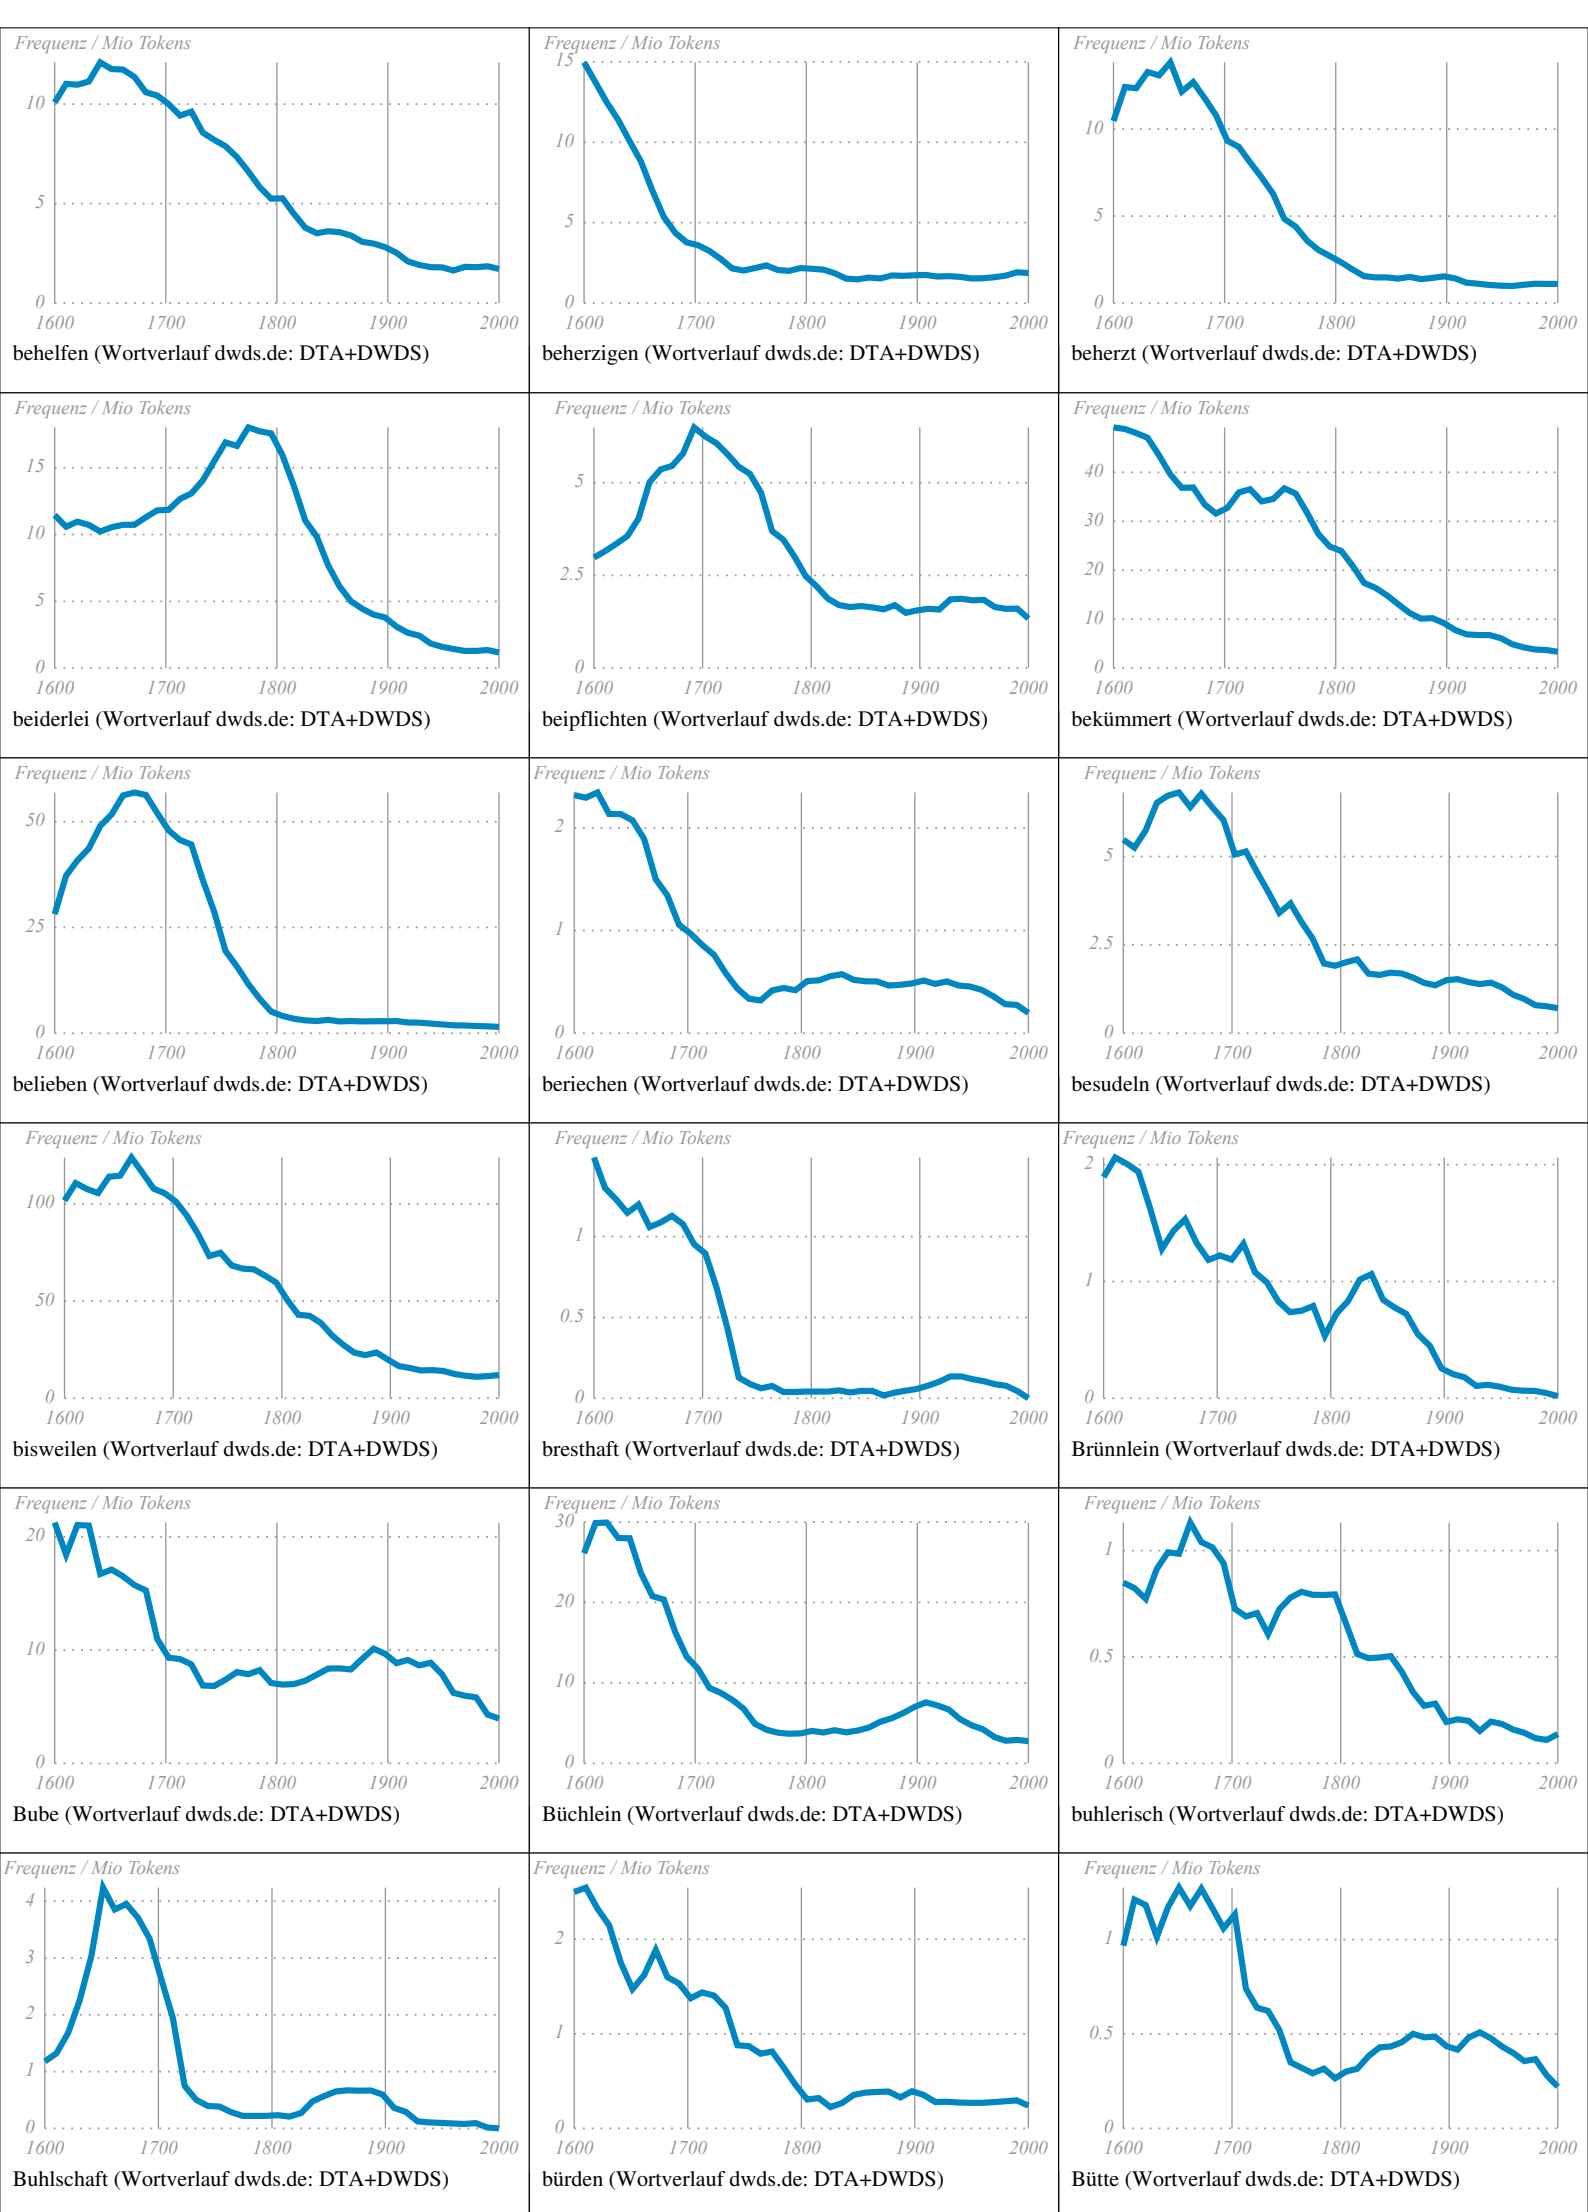 Frequenz / Mio Tokens
10
5
0
1600 1700 1800 1900 2000
behelfen (Wortverlauf dwds.de: DTA+DWDS)
Frequenz / Mio Tokens
15
10
5
0
1600 1700 1800 1900 2000
beherzigen (Wortverlauf dwds.de: DTA+DWDS)
Frequenz / Mio Tokens
10
5
0
1600 1700 1800 1900 2000
beherzt (Wortverlauf dwds.de: DTA+DWDS)
Frequenz / Mio Tokens
15
10
5
0
1600 1700 1800 1900 2000
beiderlei (Wortverlauf dwds.de: DTA+DWDS)
Frequenz / Mio Tokens
5
2.5
0
1600 1700 1800 1900 2000
beipflichten (Wortverlauf dwds.de: DTA+DWDS)
Frequenz / Mio Tokens
40
30
20
10
0
1600 1700 1800 1900 2000
bekümmert (Wortverlauf dwds.de: DTA+DWDS)
Frequenz / Mio Tokens
50
25
0
1600 1700 1800 1900 2000
belieben (Wortverlauf dwds.de: DTA+DWDS)
Frequenz / Mio Tokens
2
1
0
1600 1700 1800 1900 2000
beriechen (Wortverlauf dwds.de: DTA+DWDS)
Frequenz / Mio Tokens
5
2.5
0
1600 1700 1800 1900 2000
besudeln (Wortverlauf dwds.de: DTA+DWDS)
Frequenz / Mio Tokens
100
50
0
1600 1700 1800 1900 2000
bisweilen (Wortverlauf dwds.de: DTA+DWDS)
Frequenz / Mio Tokens
1
0.5
0
1600 1700 1800 1900 2000
bresthaft (Wortverlauf dwds.de: DTA+DWDS)
Frequenz / Mio Tokens
2
1
0
1600 1700 1800 1900 2000
Brünnlein (Wortverlauf dwds.de: DTA+DWDS)
Frequenz / Mio Tokens
20
10
0
1600 1700 1800 1900 2000
Bube (Wortverlauf dwds.de: DTA+DWDS)
Frequenz / Mio Tokens
30
20
10
0
1600 1700 1800 1900 2000
Büchlein (Wortverlauf dwds.de: DTA+DWDS)
Frequenz / Mio Tokens
1
0.5
0
1600 1700 1800 1900 2000
buhlerisch (Wortverlauf dwds.de: DTA+DWDS)
Frequenz / Mio Tokens
4
3
2
1
0
1600 1700 1800 1900 2000
Buhlschaft (Wortverlauf dwds.de: DTA+DWDS)
Frequenz / Mio Tokens
2
1
0
1600 1700 1800 1900 2000
bürden (Wortverlauf dwds.de: DTA+DWDS)
Frequenz / Mio Tokens
1
0.5
0
1600 1700 1800 1900 2000
Bütte (Wortverlauf dwds.de: DTA+DWDS)